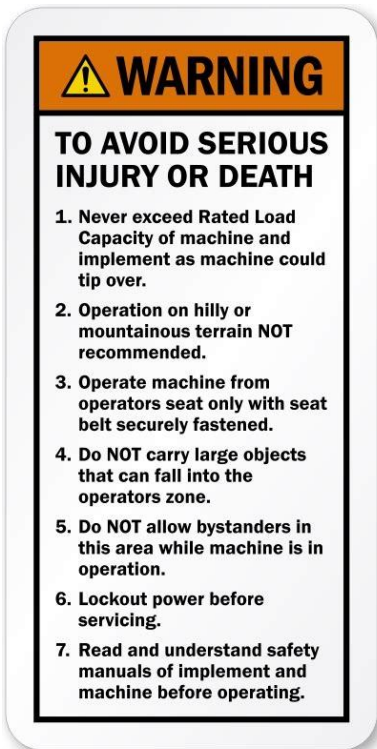 WARNING
TO AVOID SERIOUS
INJURY OR DEATH
1. Never exceed Rated Load
Capacity of machine and
implement as machine could
tip over.
2. Operation on hilly or
mountainous terrain NOT
recommended.
3. Operate machine from
operators seat only with seat
belt securely fastened.
4. Do NOT carry large objects
that can fall into the
operators zone.
5. Do NOT allow bystanders in
this area while machine is in
operation.
6. Lockout power before
servicing.
7. Read and understand safety
manuals of implement and
machine before operating.